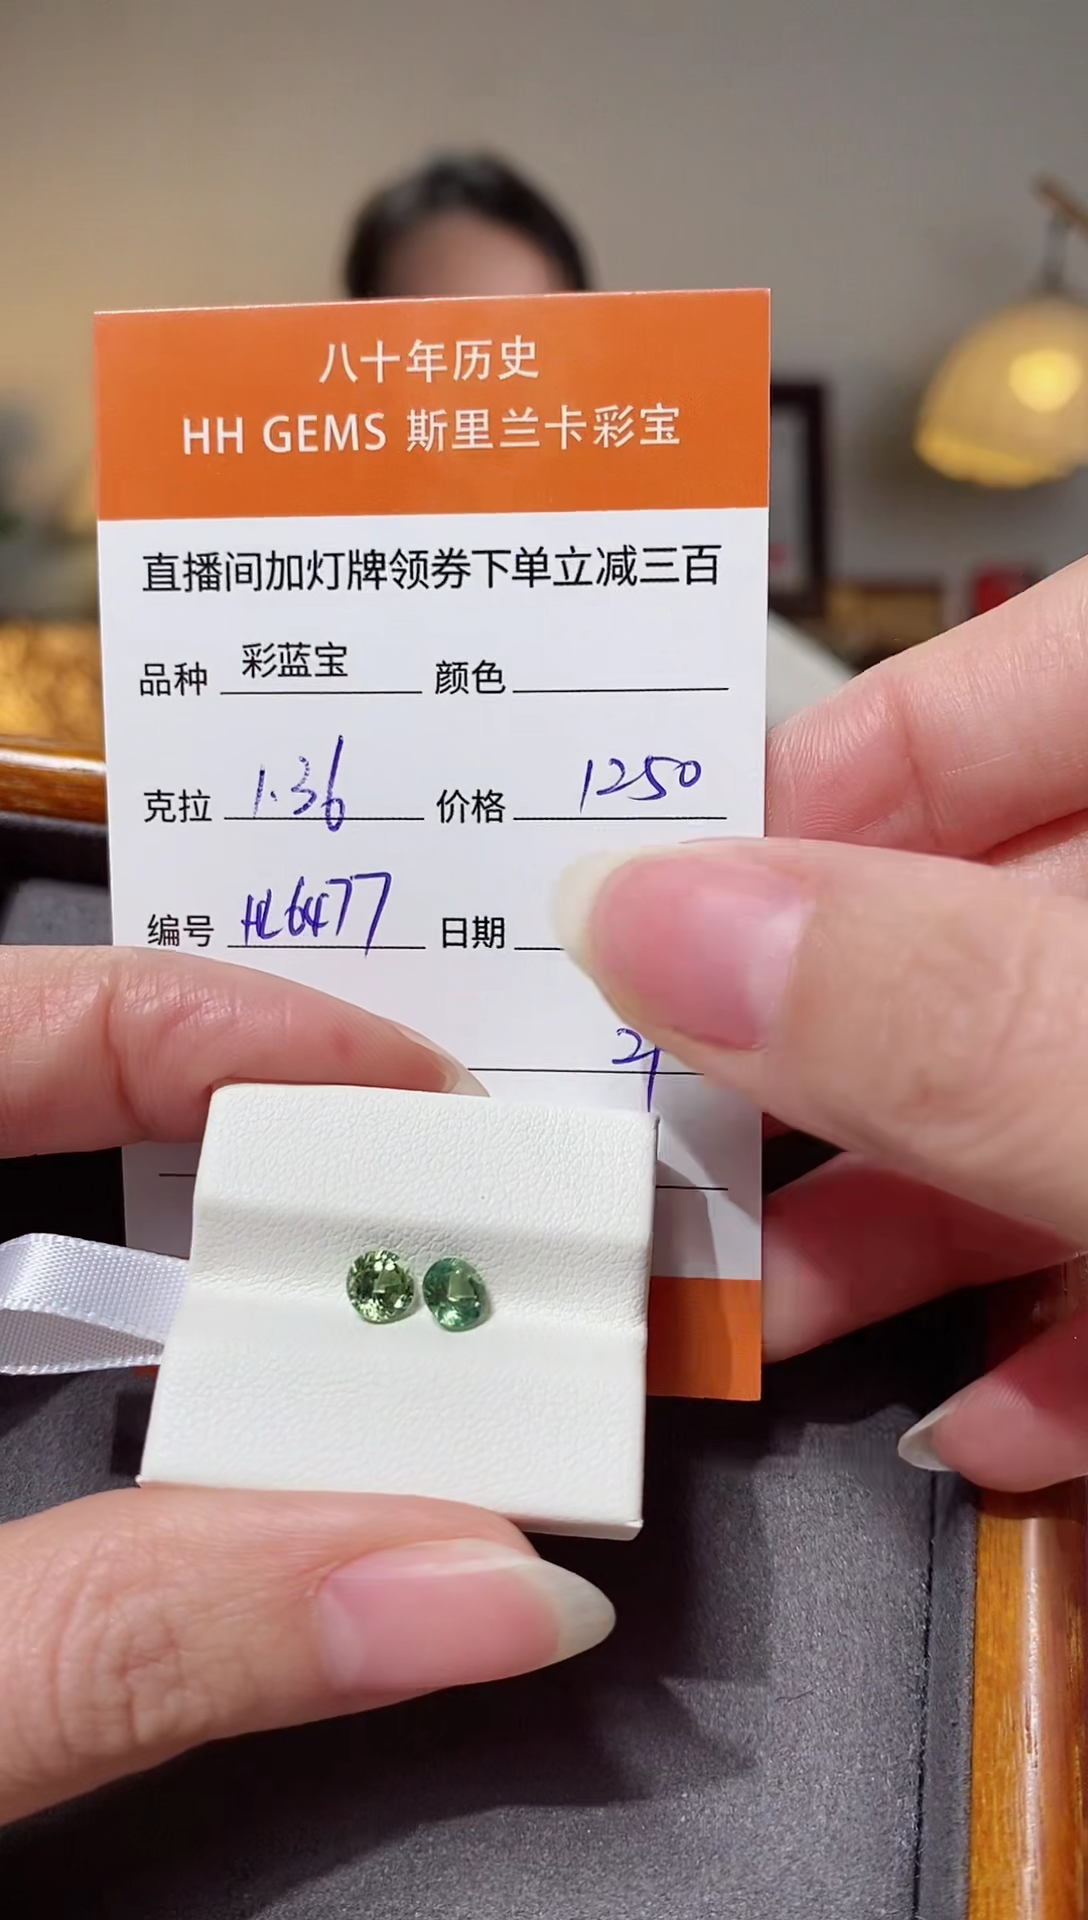 八十年历史
HH GEMS 斯里兰卡彩宝
直播间加灯牌领券下单立减三百
品种 彩蓝宝 颜色
克拉 1.36 价格 1250
编号 HL6477 日期